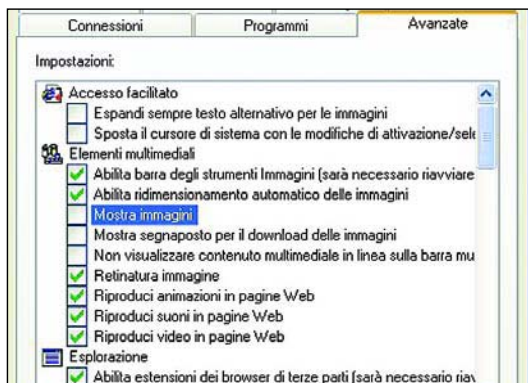 Connessioni
Programmi
Avanzate
Impostazioni:
Accesso facilitato
Espandi sempre testo alternativo per le immagini
Sposta il cursore di sistema con le modifiche di attivazione/sele
Elementi multimediali
Abilita barra degli strumenti Immagini (sarà necessario riavviare
Abilita ridimensionamento automatico delle immagini
Mostra immagini
Mostra segnaposto per il download delle immagini
Non visualizzare contenuto multimediale in linea sulla barra mu
Retinatura immagine
Riproduci animazioni in pagine Web
Riproduci suoni in pagine Web
Riproduci video in pagine Web
Esplorazione
Abilita estensioni dei browser di terze parti (sarà necessario riav